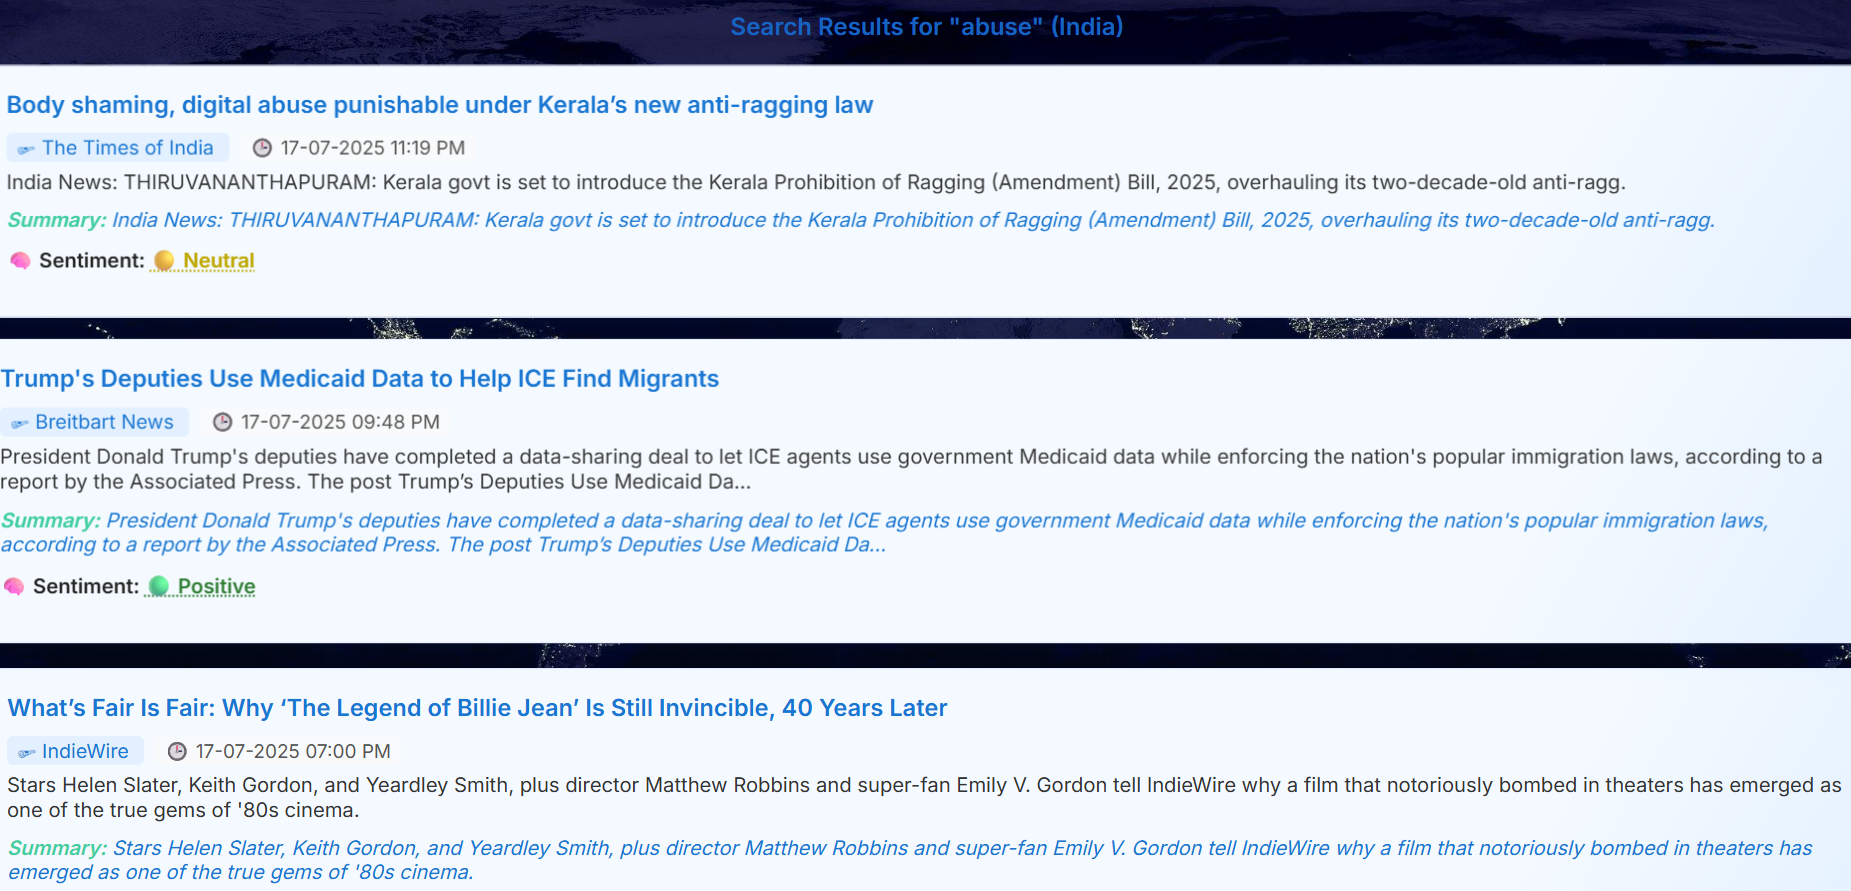 Search Results for "abuse" (India)
Body shaming, digital abuse punishable under Kerala’s new anti-ragging law
The Times of India 17-07-2025 11:19 PM
India News: THIRUVANANTHAPURAM: Kerala govt is set to introduce the Kerala Prohibition of Ragging (Amendment) Bill, 2025, overhauling its two-decade-old anti-ragg.
Summary: India News: THIRUVANANTHAPURAM: Kerala govt is set to introduce the Kerala Prohibition of Ragging (Amendment) Bill, 2025, overhauling its two-decade-old anti-ragg.
Sentiment: Neutral
Trump's Deputies Use Medicaid Data to Help ICE Find Migrants
Breitbart News 17-07-2025 09:48 PM
President Donald Trump's deputies have completed a data-sharing deal to let ICE agents use government Medicaid data while enforcing the nation's popular immigration laws, according to a
report by the Associated Press. The post Trump’s Deputies Use Medicaid Da...
Summary: President Donald Trump's deputies have completed a data-sharing deal to let ICE agents use government Medicaid data while enforcing the nation's popular immigration laws,
according to a report by the Associated Press. The post Trump’s Deputies Use Medicaid Da...
Sentiment: Positive
What’s Fair Is Fair: Why ‘The Legend of Billie Jean’ Is Still Invincible, 40 Years Later
IndieWire 17-07-2025 07:00 PM
Stars Helen Slater, Keith Gordon, and Yeardley Smith, plus director Matthew Robbins and super-fan Emily V. Gordon tell IndieWire why a film that notoriously bombed in theaters has emerged as
one of the true gems of '80s cinema.
Summary: Stars Helen Slater, Keith Gordon, and Yeardley Smith, plus director Matthew Robbins and super-fan Emily V. Gordon tell IndieWire why a film that notoriously bombed in theaters has
emerged as one of the true gems of '80s cinema.